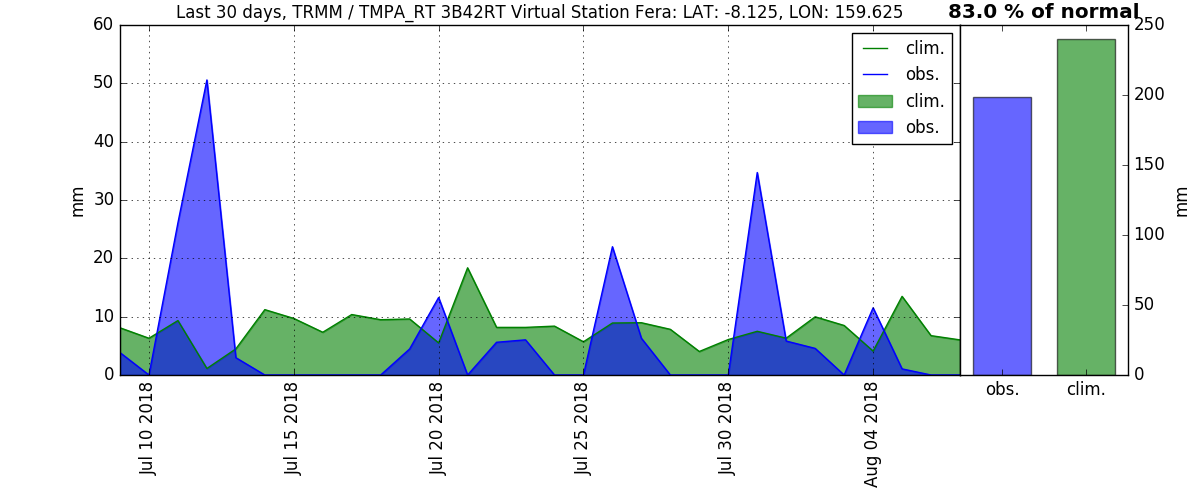 Last 30 days, TRMM / TMPA_RT 3B42RT Virtual Station Fera: LAT: -8.125, LON: 159.625
83.0 % of normal
60
50
40
30
20
10
0
mm
clim.
obs.
clim.
obs.
Jul 10 2018
Jul 15 2018
Jul 20 2018
Jul 25 2018
Jul 30 2018
Aug 04 2018
250
200
150
100
50
0
mm
obs.
clim.